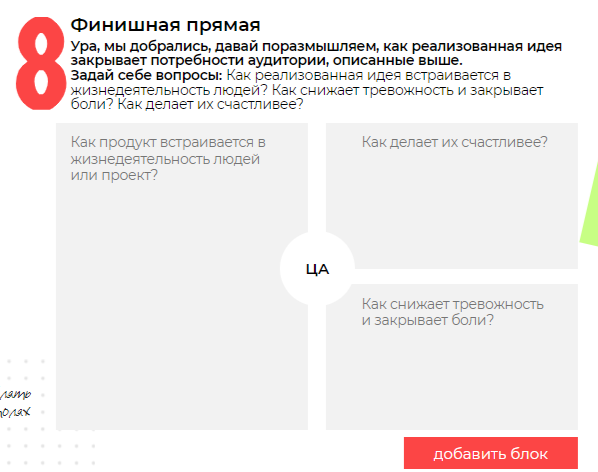 8
Финишная прямая
Ура, мы добрались, давай поразмышляем, как реализованная идея
закрывает потребности аудитории, описанные выше.
Задай себе вопросы: Как реализованная идея встраивается в
жизнедеятельность людей? Как снижает тревожность и закрывает
боли? Как делает их счастливее?
Как продукт встраивается в
жизнедеятельность людей
или проект?
Как делает их счастливее?
ЦА
Как снижает тревожность
и закрывает боли?
добавить блок